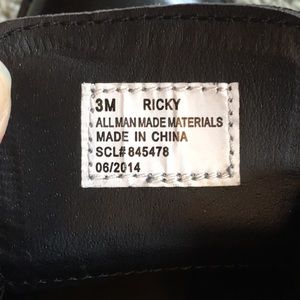 3M RICKY
ALL MAN MADE MATERIALS
MADE IN CHINA
SCL# 845478
06/2014